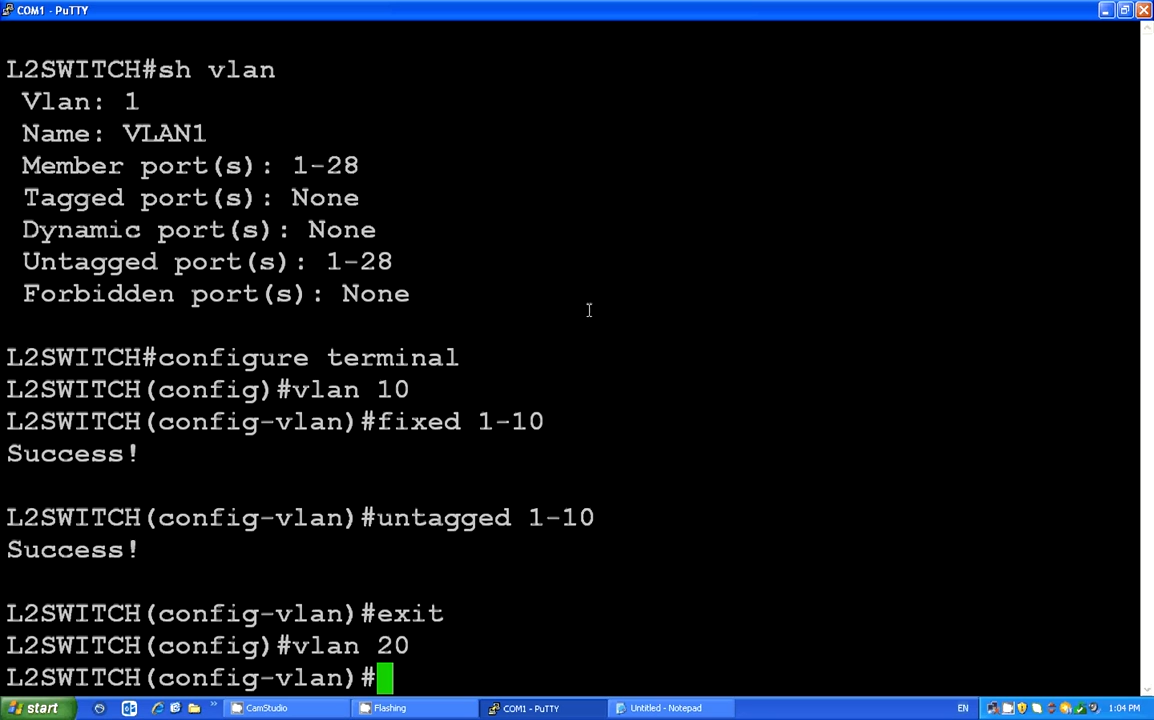 COM1 - PuTTY
L2SWITCH#sh vlan
Vlan: 1
Name: VLAN1
Member port(s): 1-28
Tagged port(s): None
Dynamic port(s): None
Untagged port(s): 1-28
Forbidden port(s): None
L2SWITCH#configure terminal
L2SWITCH(config)#vlan 10
L2SWITCH(config-vlan)#fixed 1-10
Success!
L2SWITCH(config-vlan)#untagged 1-10
Success!
L2SWITCH(config-vlan)#exit
L2SWITCH(config)#vlan 20
L2SWITCH(config-vlan)#
start CamStudio Flashing COM1 - PuTTY Untitled - Notepad EN 1:04 PM